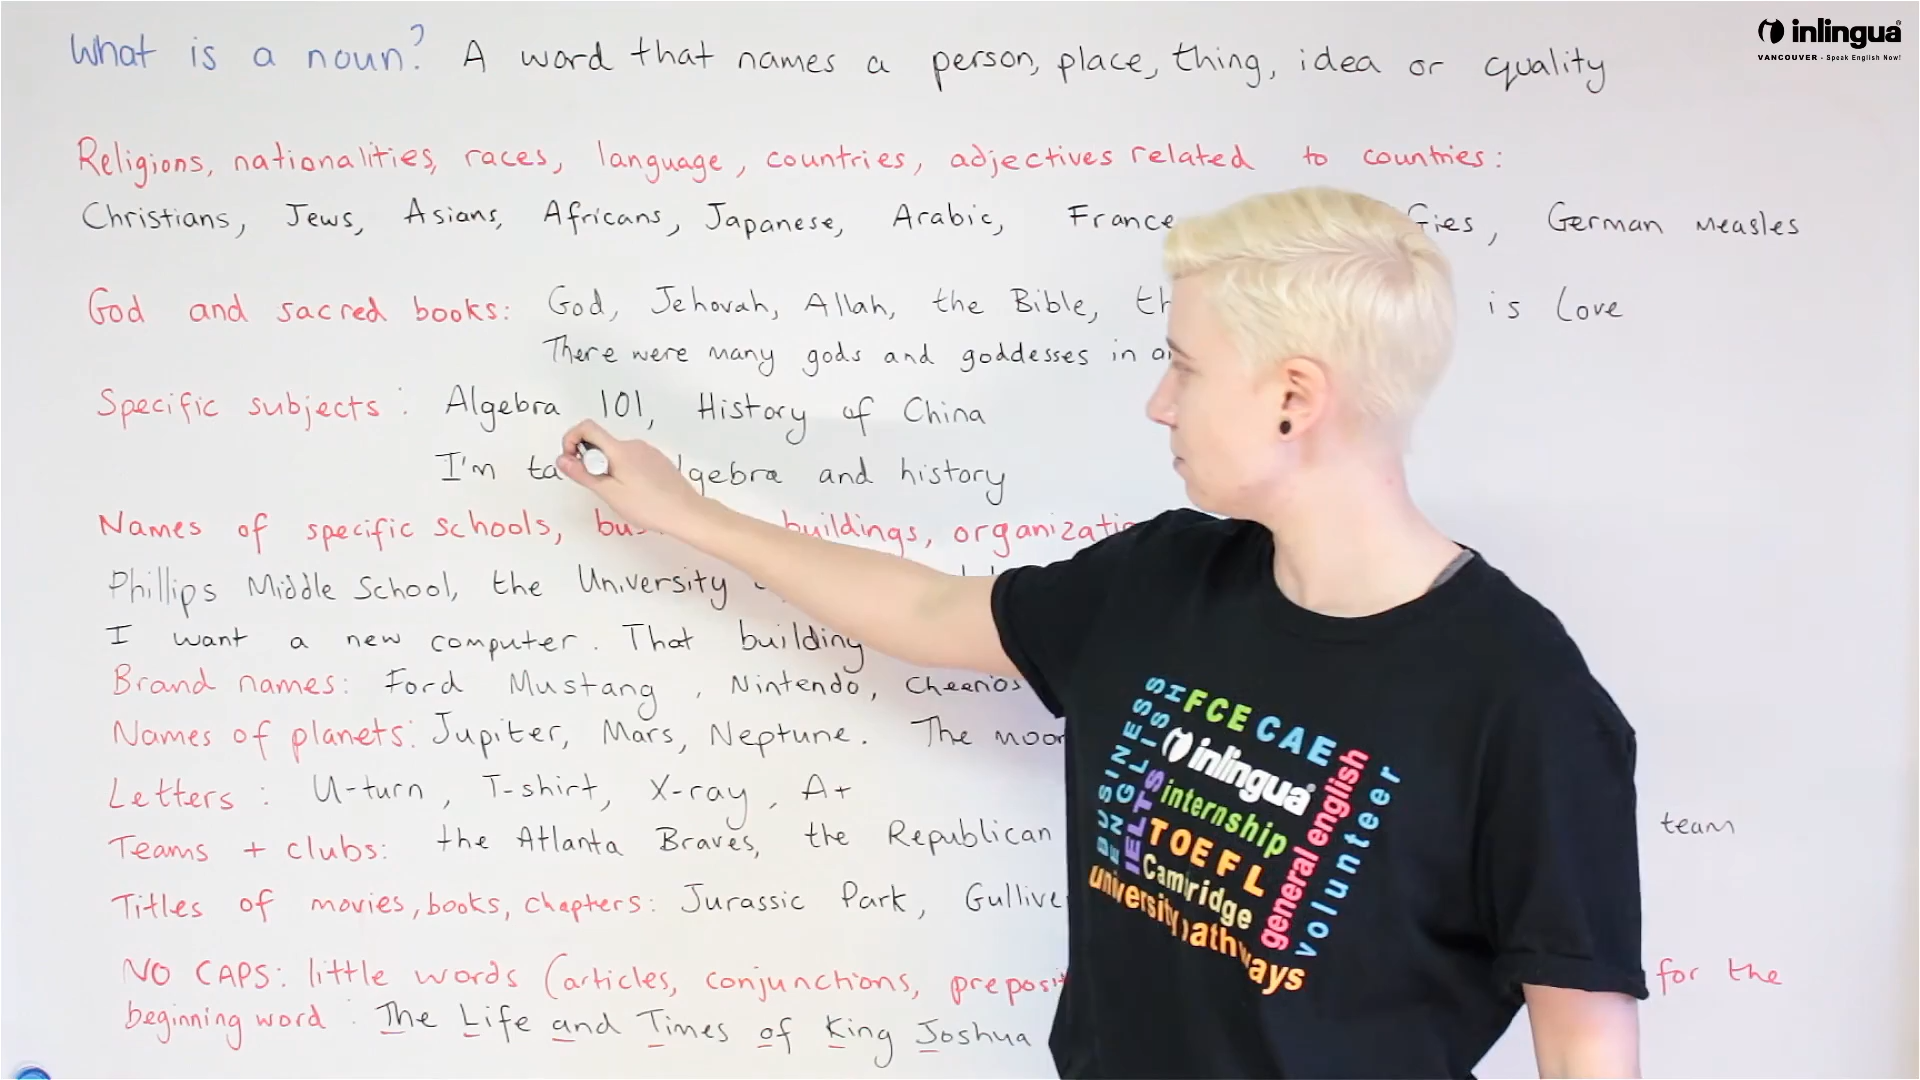 inlingua
VANCOUVER - Speak English Now!
What is a noun? A word that names a person, place, thing, idea or quality
Religions, nationalities, races, language, countries, adjectives related to countries:
Christians, Jews, Asians, Africans, Japanese, Arabic, France, German measles
God and sacred books: God, Jehovah, Allah, the Bible, is love
There were many gods and goddesses in
Specific subjects: Algebra 101, History of China
I'm and history
Names of specific schools, buildings,
Phillips Middle School, the University
I want a new computer. That building
Brand names: Ford Mustang, Nintendo, Cheerios
Names of planets: Jupiter, Mars, Neptune. The
Letters: U-turn, T-shirt, X-ray, A+
Teams + clubs: the Atlanta Braves, the Republican team
Titles of movies, books, chapters: Jurassic Park,
NO CAPS: little words (articles, conjunctions, for the
beginning word: The Life and Times of King Joshua
BUSINESS
ENGLISH
IELTS
FCE CAE
inlingua
internship
TOEFL
Cambridge
university pathways
general english
volunteer